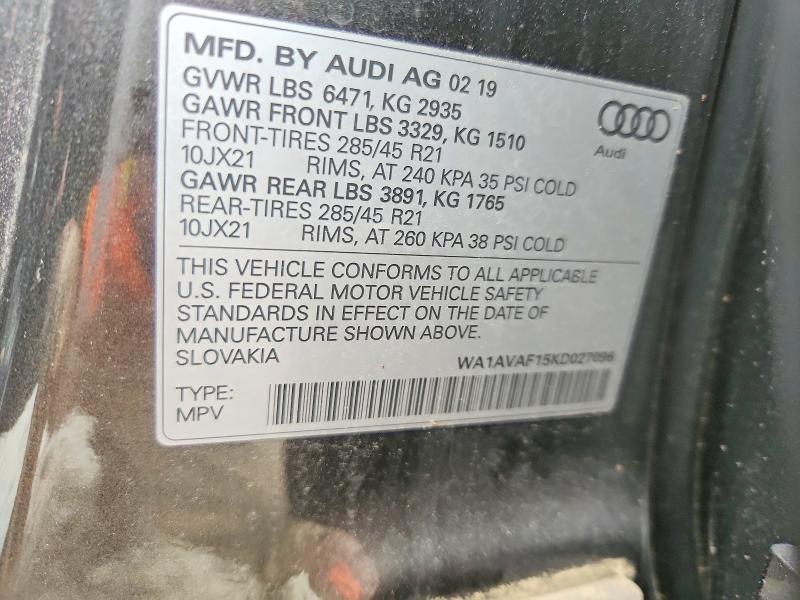 MFD. BY AUDI AG 02 19
GVWR LBS 6471, KG 2935
GAWR FRONT LBS 3329, KG 1510
FRONT-TIRES 285/45 R21
10JX21 RIMS, AT 240 KPA 35 PSI COLD
GAWR REAR LBS 3891, KG 1765
REAR-TIRES 285/45 R21
10JX21 RIMS, AT 260 KPA 38 PSI COLD
Audi
THIS VEHICLE CONFORMS TO ALL APPLICABLE
U.S. FEDERAL MOTOR VEHICLE SAFETY
STANDARDS IN EFFECT ON THE DATE OF
MANUFACTURE SHOWN ABOVE.
SLOVAKIA WA1AVAF15KD027096
TYPE:
MPV